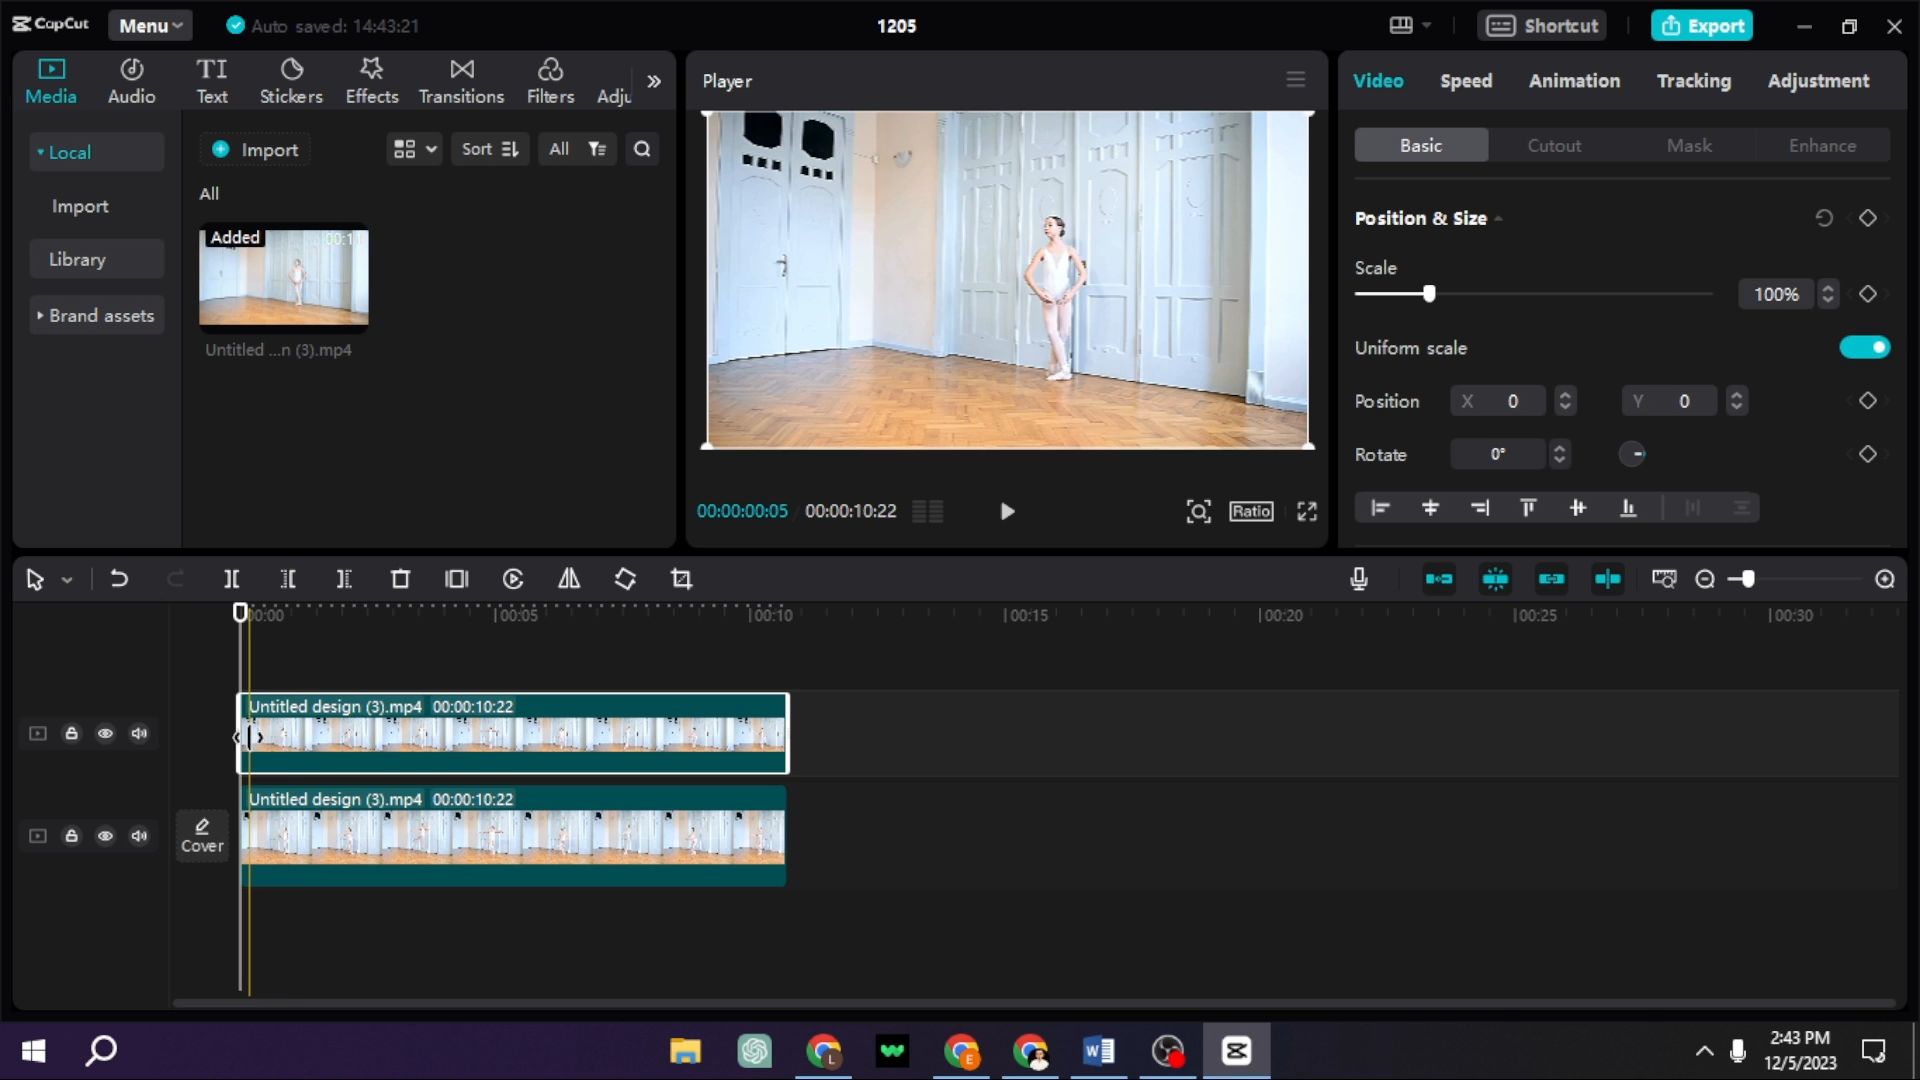 CapCut
Menu
Auto saved: 14:43:21
1205
Shortcut
Export
Media
Audio
TI
Text
Stickers
Effects
Transitions
Filters
Adju
Player
Video
Speed
Animation
Tracking
Adjustment
Local
Import
Library
Brand assets
Import
Sort
All
All
Added
Untitled ...n (3).mp4
00:00:00:05
00:00:10:22
Ratio
Basic
Cutout
Mask
Enhance
Position & Size
Scale
100%
Uniform scale
Position
X 0
Y 0
Rotate
0°
00:00
00:05
00:10
00:15
00:20
00:25
00:30
Untitled design (3).mp4 00:00:10:22
Untitled design (3).mp4 00:00:10:22
Cover
L
E
W
2:43 PM
12/5/2023